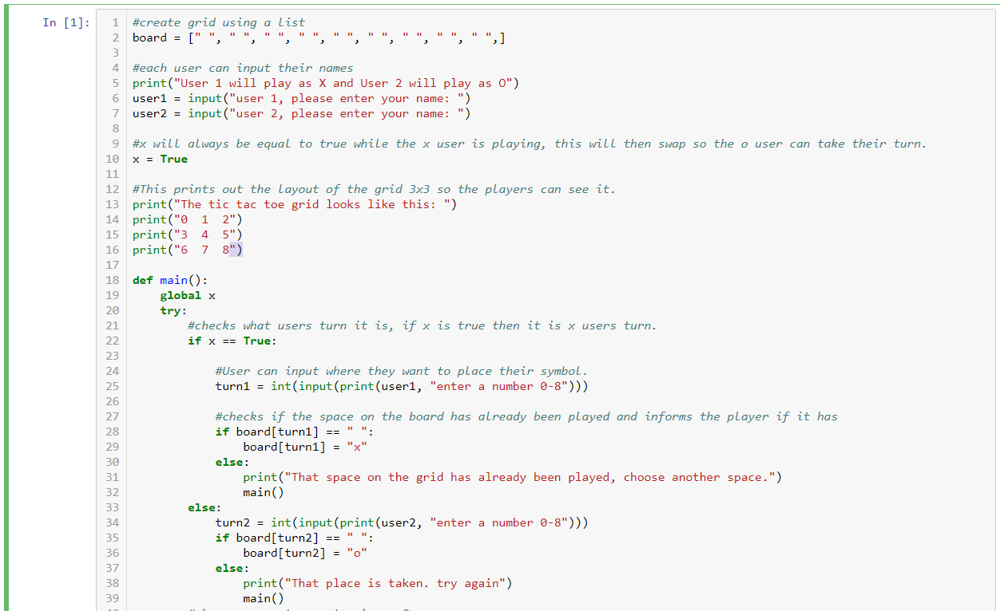 In [1]:
1 #create grid using a list
2 board = [" ", " ", " ", " ", " ", " ", " ", " ", " ",]
3
4 #each user can input their names
5 print("User 1 will play as X and User 2 will play as O")
6 user1 = input("user 1, please enter your name: ")
7 user2 = input("user 2, please enter your name: ")
8
9 #x will always be equal to true while the x user is playing, this will then swap so the o user can take their turn.
10 x = True
11
12 #This prints out the layout of the grid 3x3 so the players can see it.
13 print("The tic tac toe grid looks like this: ")
14 print("0  1  2")
15 print("3  4  5")
16 print("6  7  8")
17
18 def main():
19     global x
20     try:
21         #checks what users turn it is, if x is true then it is x users turn.
22         if x == True:
23
24             #User can input where they want to place their symbol.
25             turn1 = int(input(print(user1, "enter a number 0-8")))
26
27             #checks if the space on the board has already been played and informs the player if it has
28             if board[turn1] == " ":
29                 board[turn1] = "x"
30             else:
31                 print("That space on the grid has already been played, choose another space.")
32                 main()
33         else:
34             turn2 = int(input(print(user2, "enter a number 0-8")))
35             if board[turn2] == " ":
36                 board[turn2] = "o"
37             else:
38                 print("That place is taken. try again")
39                 main()